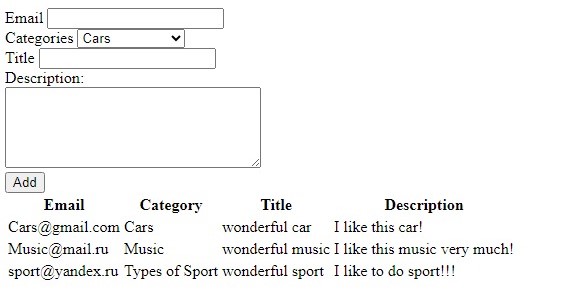 Email
Categories Cars
Title
Description:
Add
Email Category Title Description
Cars@gmail.com Cars wonderful car I like this car!
Music@mail.ru Music wonderful music I like this music very much!
sport@yandex.ru Types of Sport wonderful sport I like to do sport!!!